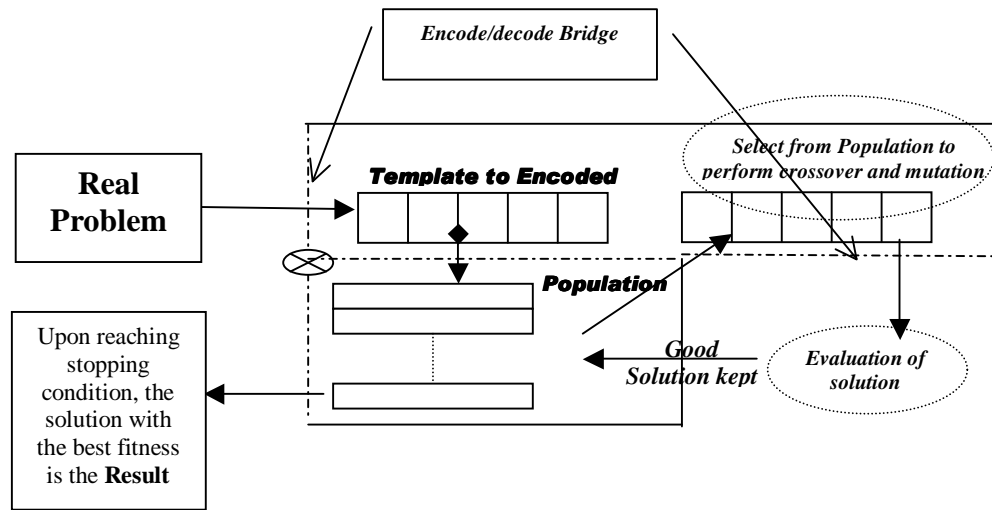 Encode/decode Bridge
Select from Population to
perform crossover and mutation
Real
Problem
Template to Encoded
Population
Upon reaching
stopping
condition, the
solution with
the best fitness
is the Result
Good
Solution kept
Evaluation of
solution